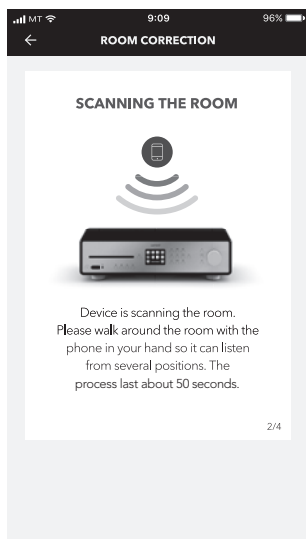 MT 9:09 96%
ROOM CORRECTION
SCANNING THE ROOM
Device is scanning the room.
Please walk around the room with the
phone in your hand so it can listen
from several positions. The
process last about 50 seconds.
2/4